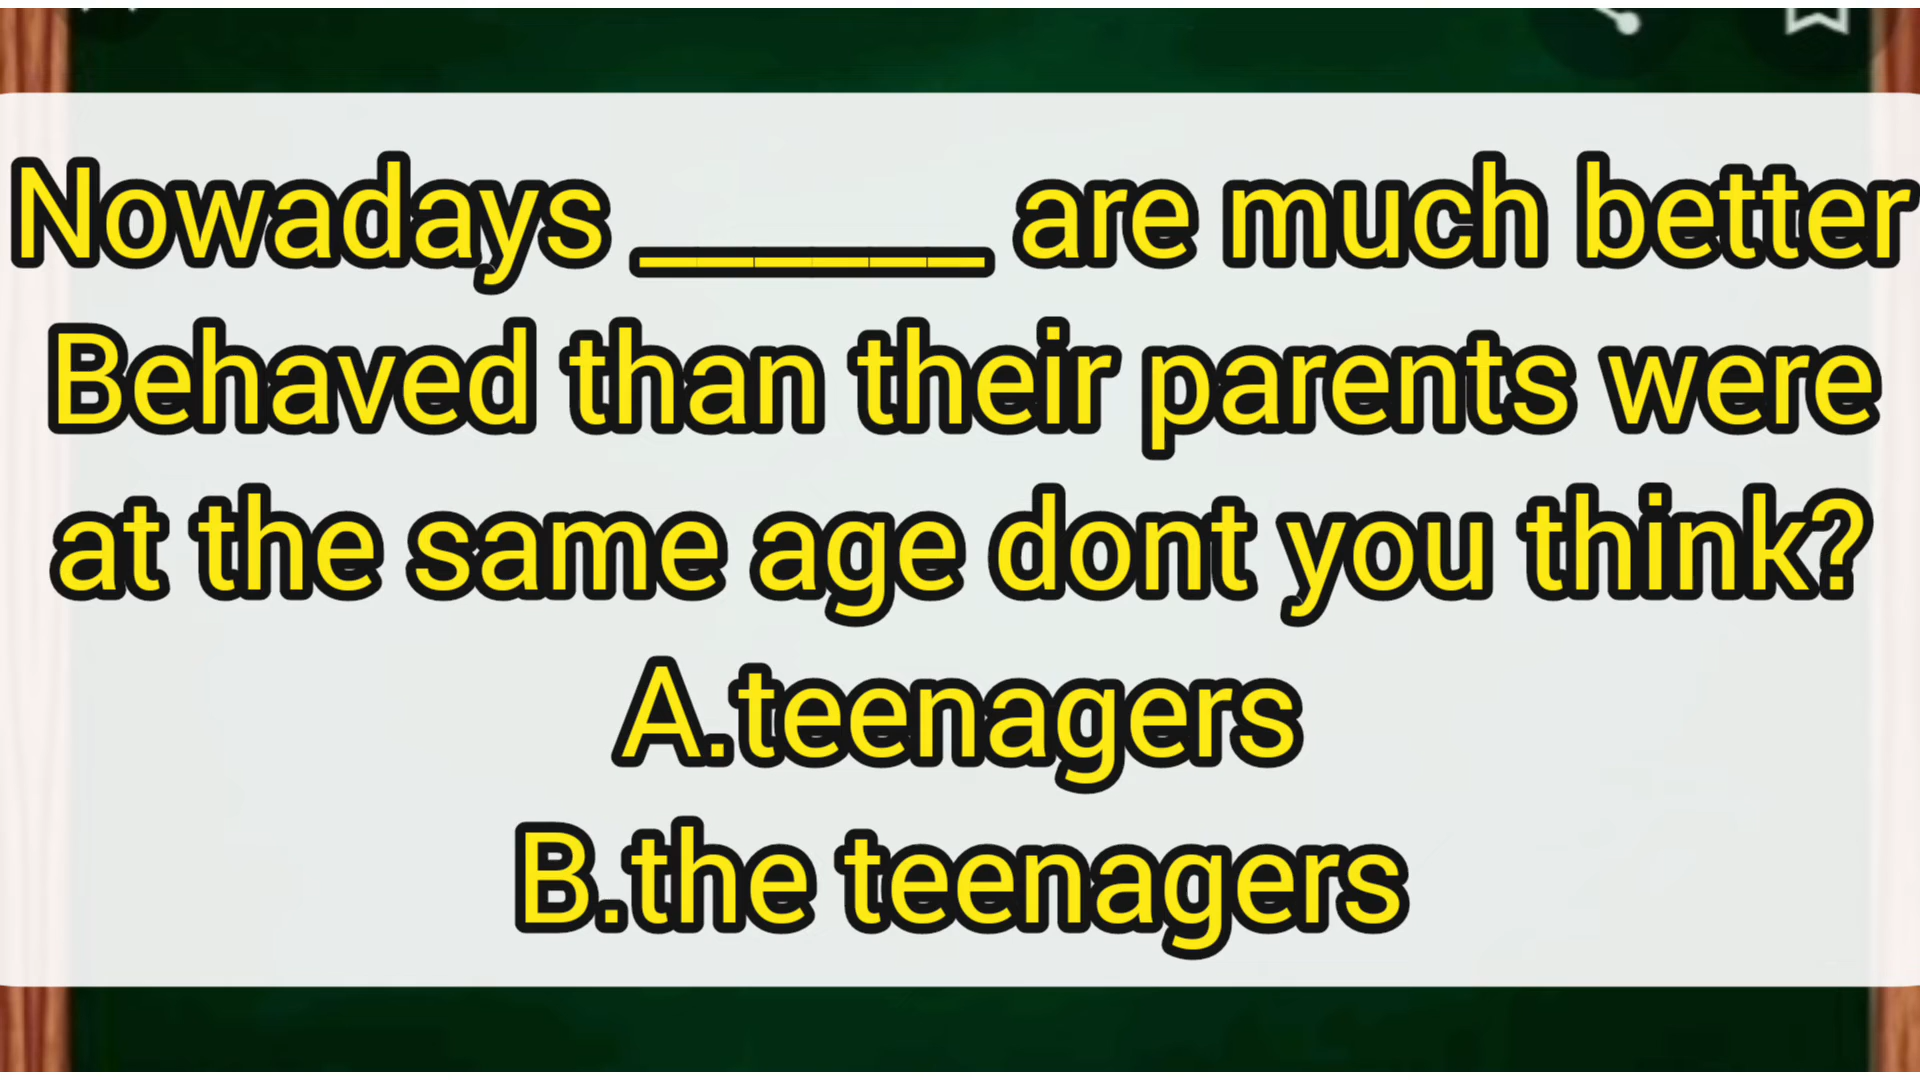 Nowadays ______ are much better
Behaved than their parents were
at the same age dont you think?
A.teenagers
B.the teenagers